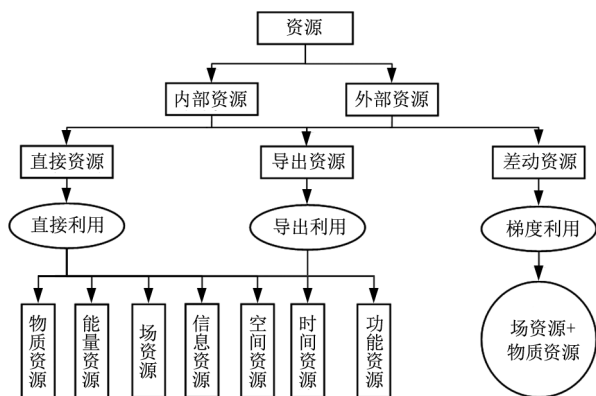 资源
内部资源
外部资源
直接资源
导出资源
差动资源
直接利用
导出利用
梯度利用
物质资源
能量资源
场资源
信息资源
空间资源
时间资源
功能资源
场资源+
物质资源